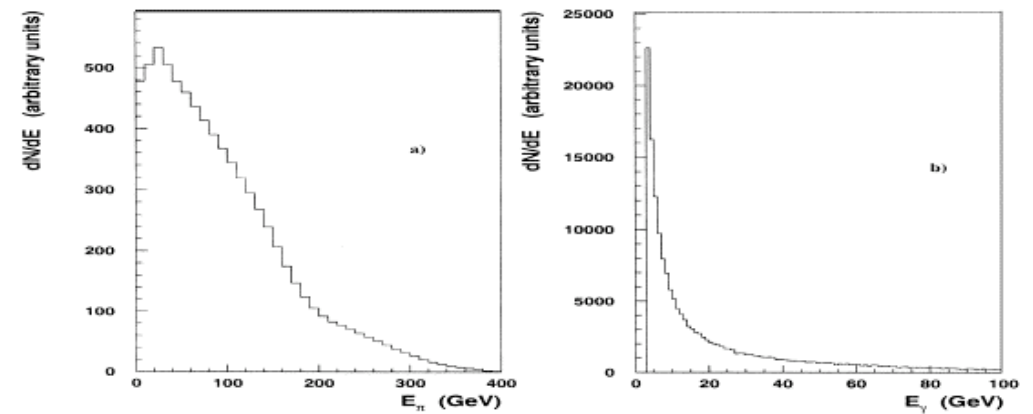 dN/dE (arbitrary units)
500
400
300
200
100
0
a)
0 100 200 300 400
E_π (GeV)
dN/dE (arbitrary units)
25000
20000
15000
10000
5000
0
b)
0 20 40 60 80 100
E_γ (GeV)